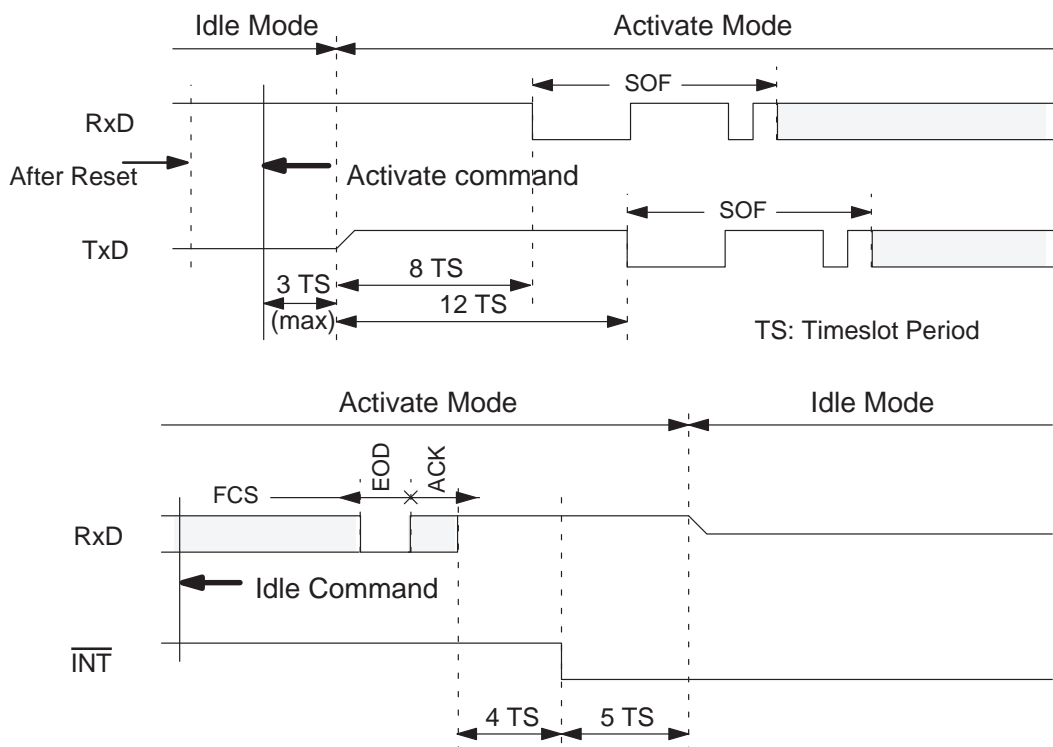 Idle Mode
Activate Mode
SOF
RxD
After Reset
Activate command
SOF
TxD
3 TS
(max)
8 TS
12 TS
TS: Timeslot Period
Activate Mode
Idle Mode
FCS
EOD
ACK
RxD
Idle Command
INT
4 TS
5 TS